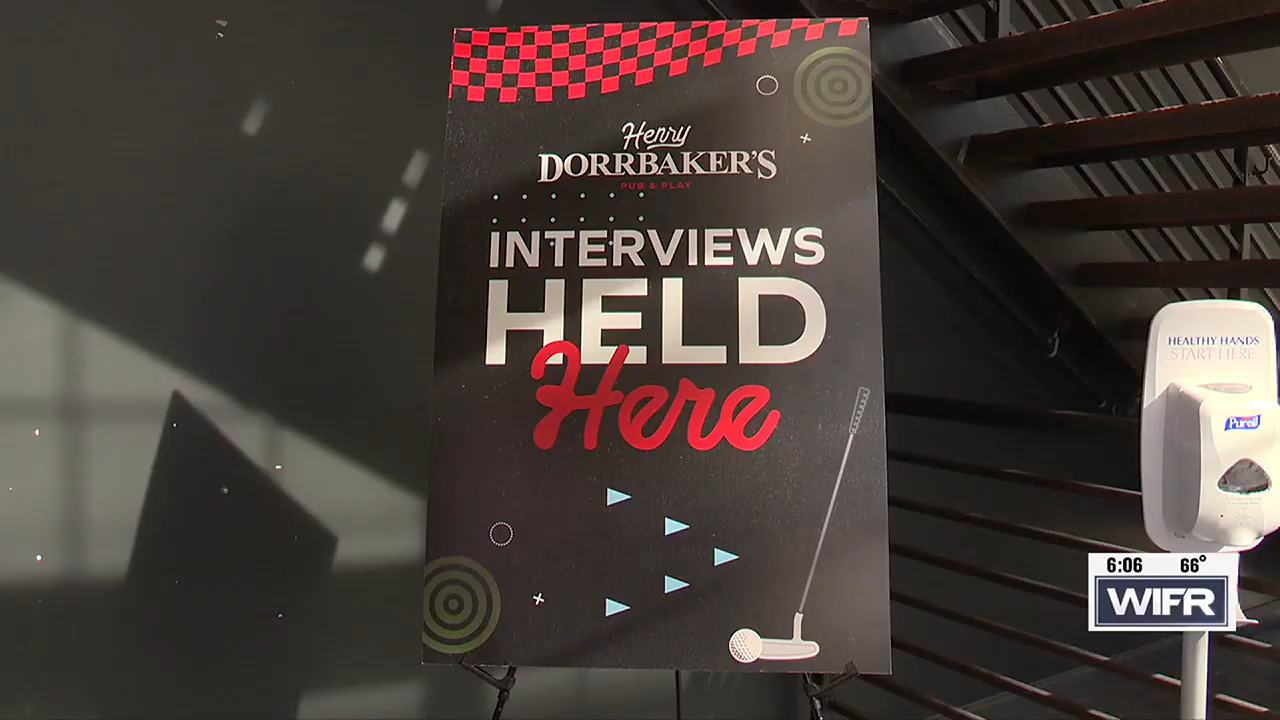 Henry
DORRBAKER'S
PUB & PLAY
INTERVIEWS
HELD
Here
HEALTHY HANDS
START HERE
Purell
6:06 66°
WIFR